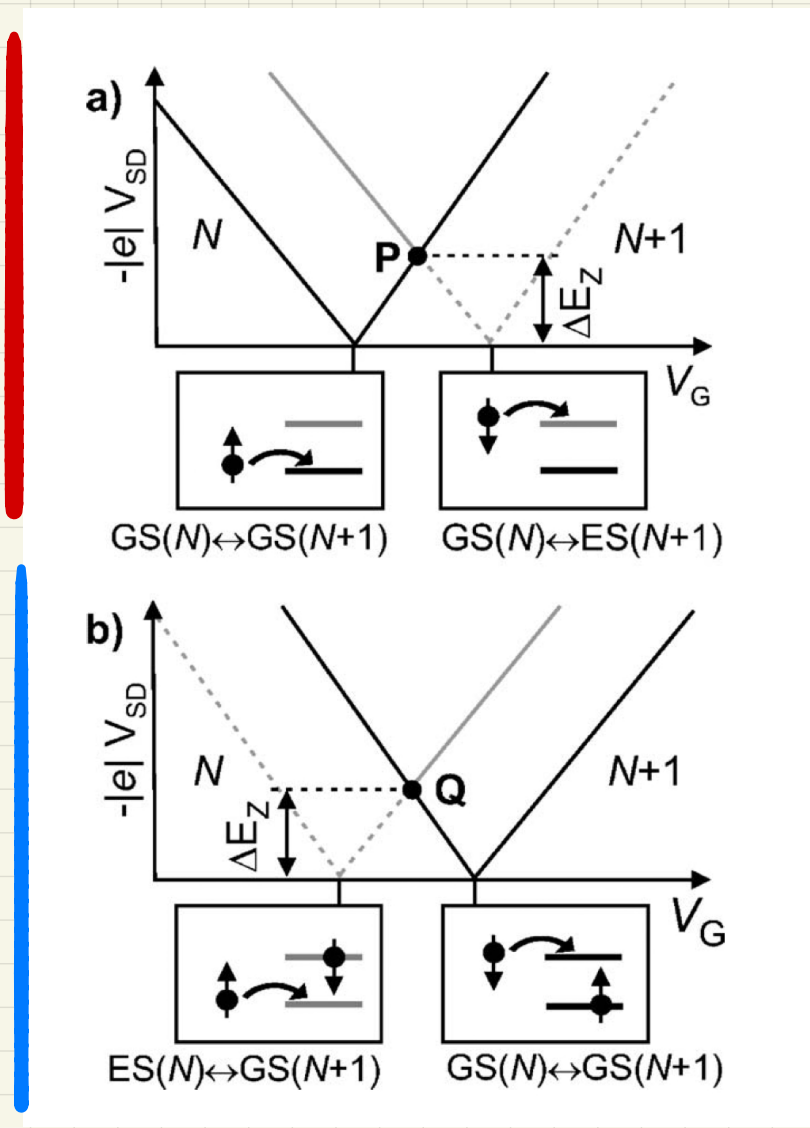 a)
-|e| V_SD
N
P
N+1
ΔE_Z
V_G
GS(N)↔GS(N+1)
GS(N)↔ES(N+1)
b)
-|e| V_SD
N
Q
N+1
ΔE_Z
V_G
ES(N)↔GS(N+1)
GS(N)↔GS(N+1)